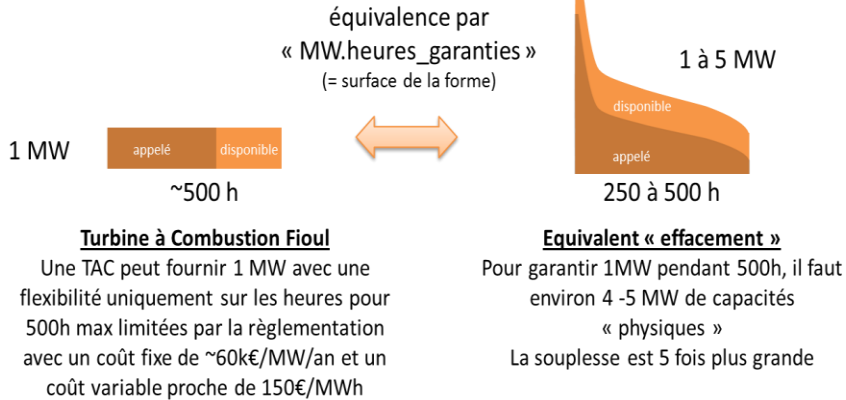 équivalence par
« MW.heures_garanties »
(= surface de la forme)
1 MW
appelé
disponible
~500 h
1 à 5 MW
disponible
appelé
250 à 500 h
Turbine à Combustion Fioul
Une TAC peut fournir 1 MW avec une
flexibilité uniquement sur les heures pour
500h max limitées par la règlementation
avec un coût fixe de ~60k€/MW/an et un
coût variable proche de 150€/MWh
Equivalent « effacement »
Pour garantir 1MW pendant 500h, il faut
environ 4 -5 MW de capacités
« physiques »
La souplesse est 5 fois plus grande